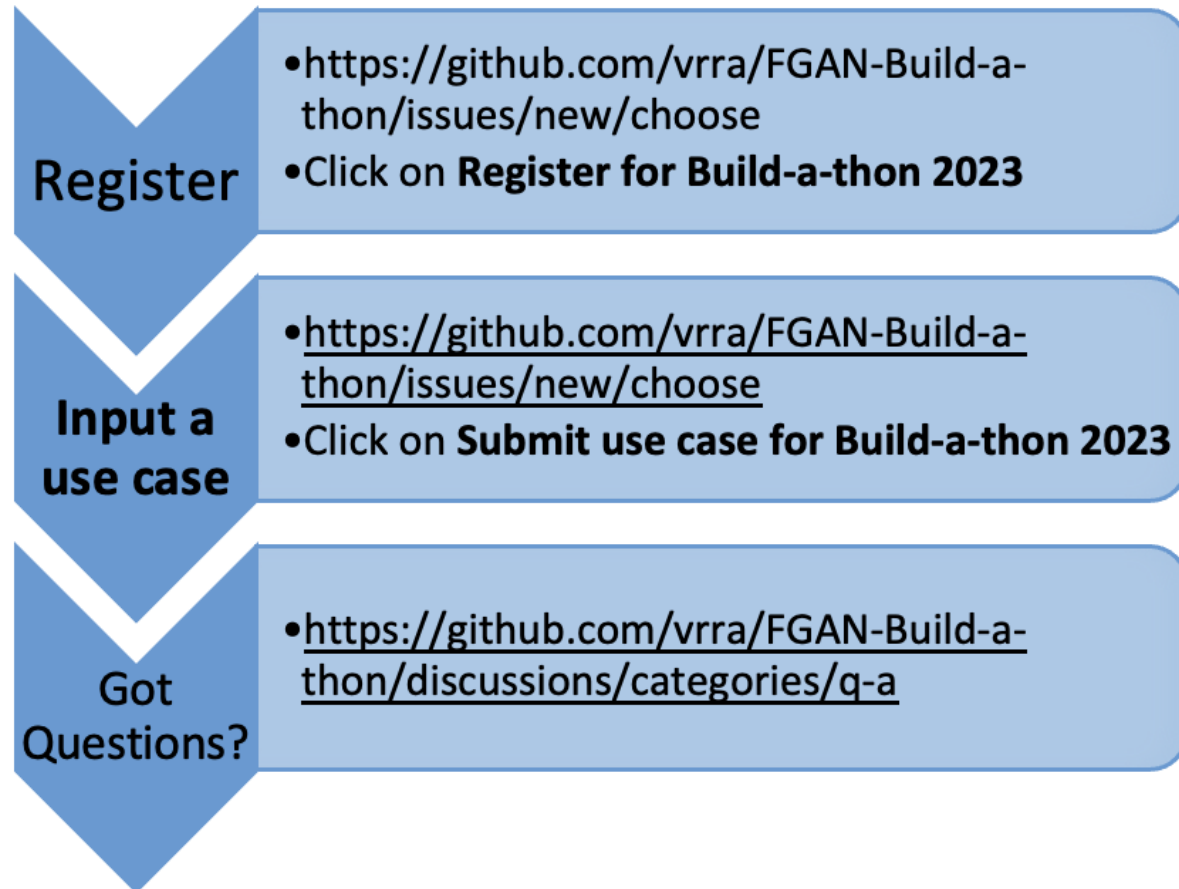 Register
•https://github.com/vrra/FGAN-Build-a-
thon/issues/new/choose
•Click on Register for Build-a-thon 2023
Input a
use case
•https://github.com/vrra/FGAN-Build-a-
thon/issues/new/choose
•Click on Submit use case for Build-a-thon 2023
Got
Questions?
•https://github.com/vrra/FGAN-Build-a-
thon/discussions/categories/q-a